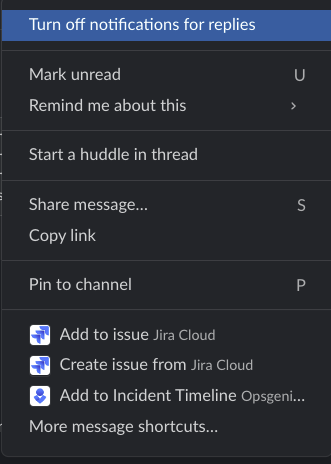 Turn off notifications for replies
Mark unread U
Remind me about this
Start a huddle in thread
Share message... S
Copy link
Pin to channel P
Add to issue Jira Cloud
Create issue from Jira Cloud
Add to Incident Timeline Opsgeni...
More message shortcuts...